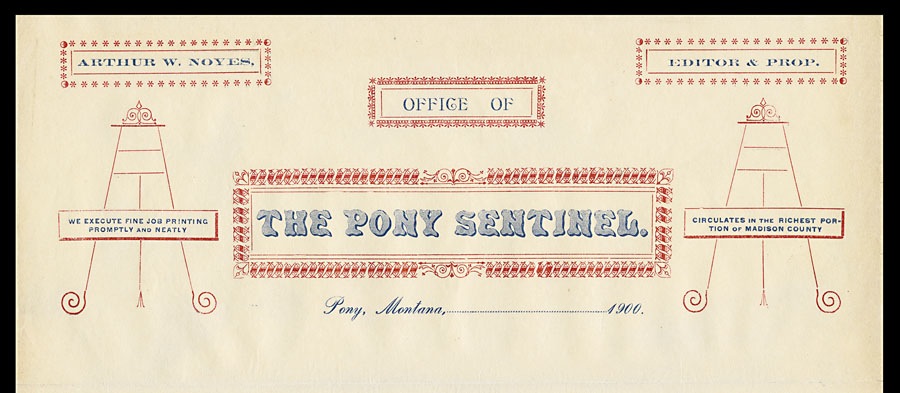 ARTHUR W. NOYES,
EDITOR & PROP.
OFFICE OF
THE PONY SENTINEL.
WE EXECUTE FINE JOB PRINTING
PROMPTLY AND NEATLY
CIRCULATES IN THE RICHEST POR-
TION OF MADISON COUNTY
Pony, Montana,..............................1900.